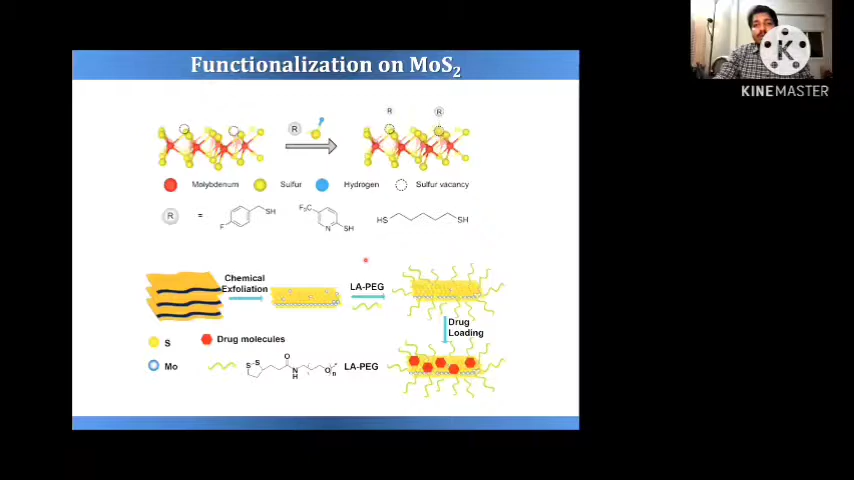 Functionalization on MoS2
R R
R
Molybdenum Sulfur Hydrogen Sulfur vacancy
R = F SH F3C N SH HS SH
Chemical
Exfoliation
LA-PEG
Drug
Loading
S Drug molecules
Mo S S O N H O n LA-PEG
K
KINEMASTER